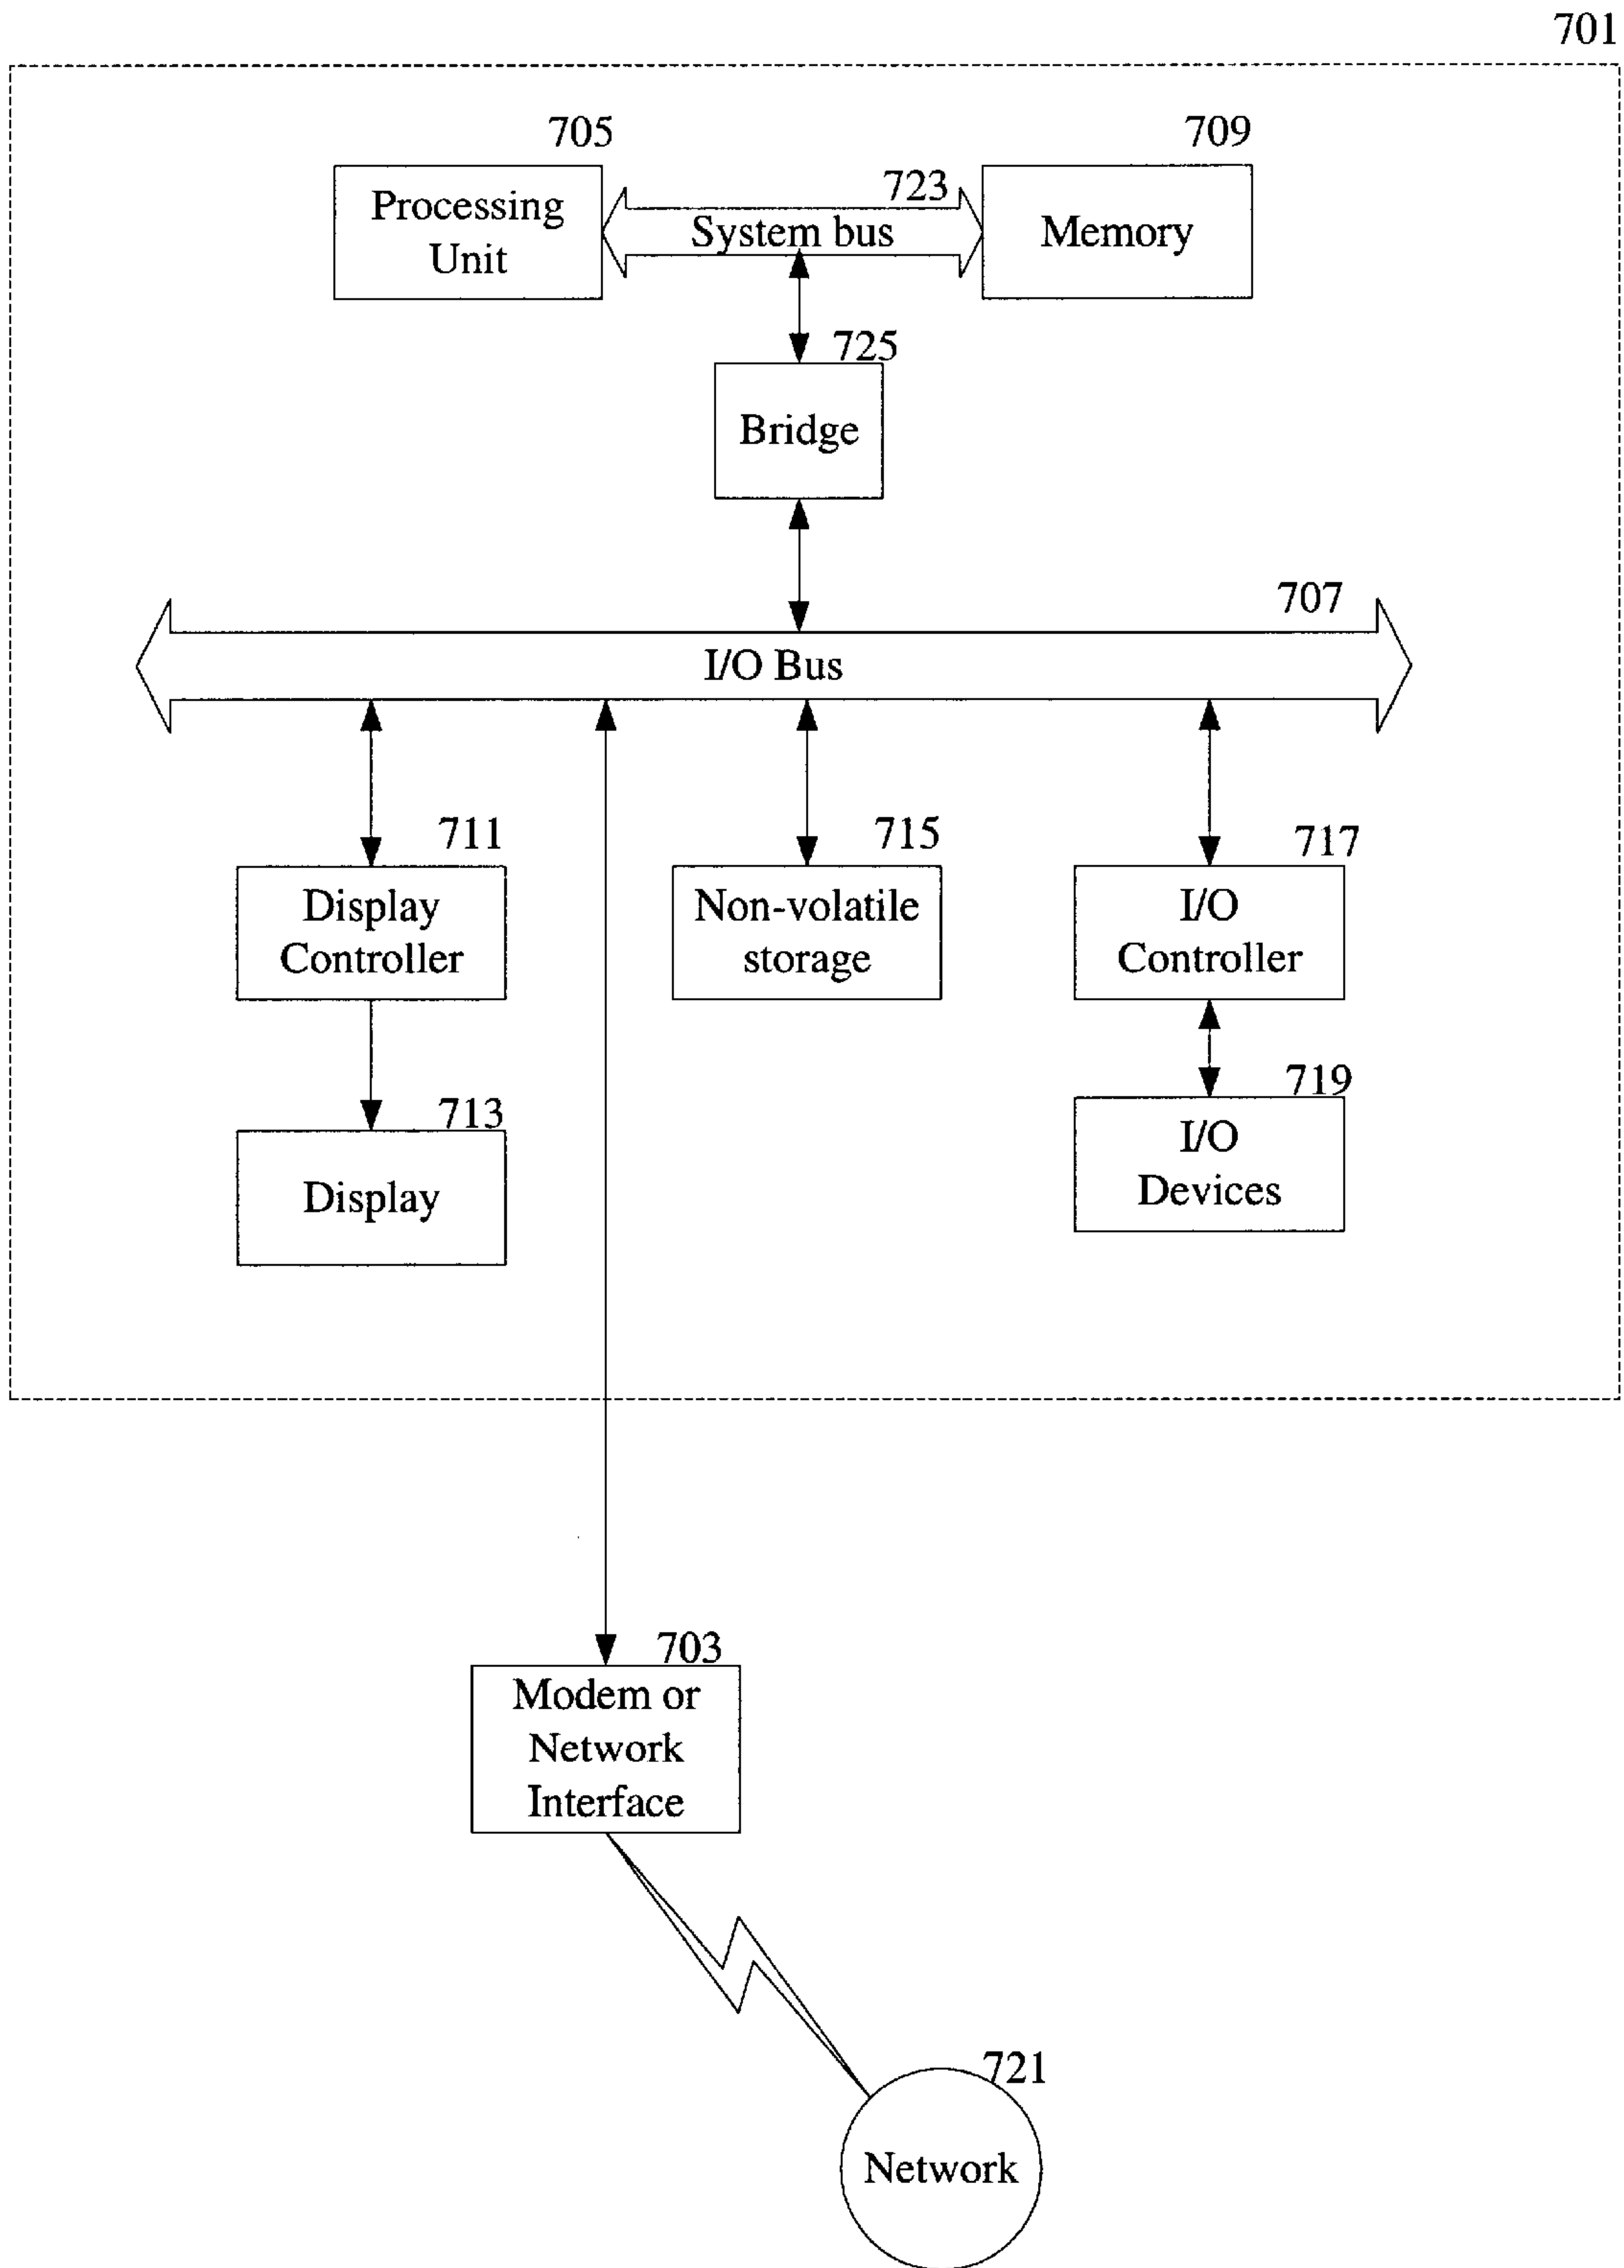 701
705
709
Processing
Unit
723
System bus
Memory
725
Bridge
707
I/O Bus
711
715
717
Display
Controller
Non-volatile
storage
I/O
Controller
713
719
Display
I/O
Devices
703
Modem or
Network
Interface
721
Network